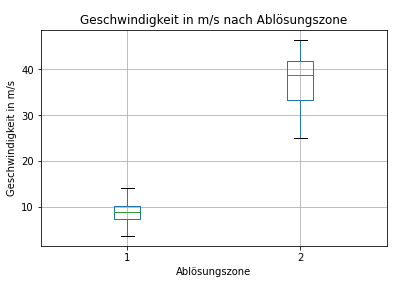 Geschwindigkeit in m/s nach Ablösungszone
Geschwindigkeit in m/s
40
30
20
10
1 2
Ablösungszone